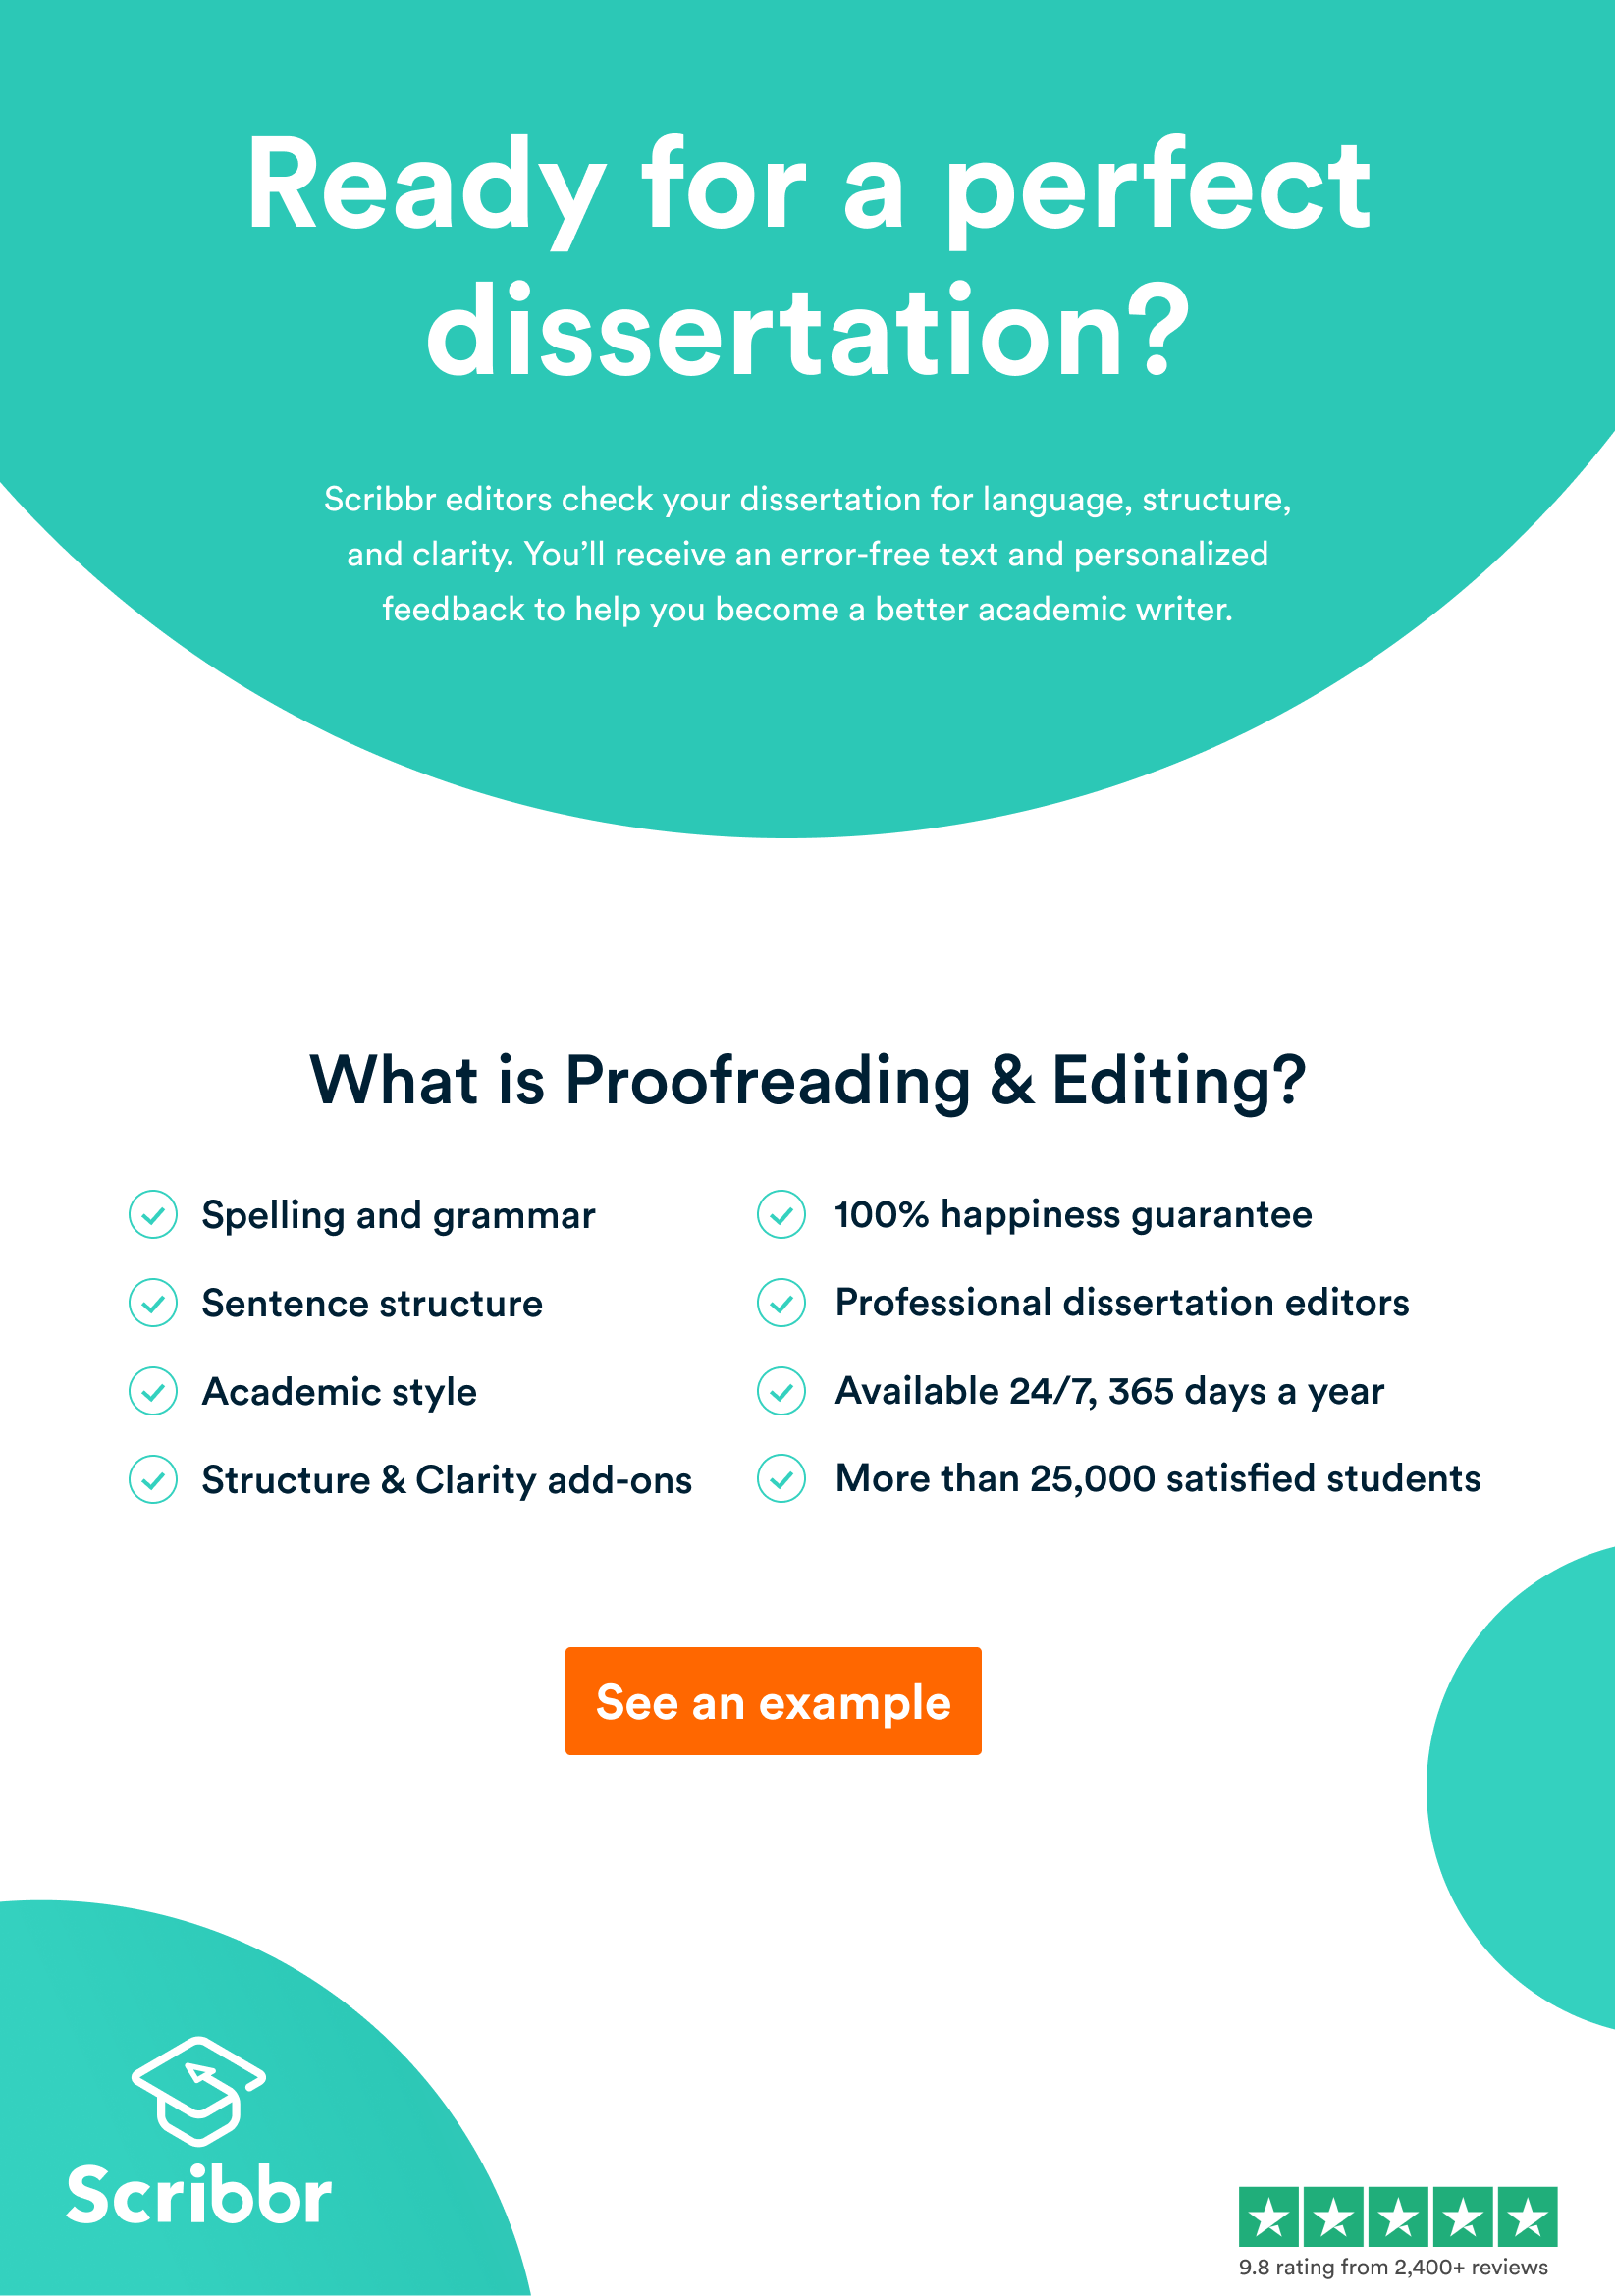 Ready for a perfect
dissertation?
Scribbr editors check your dissertation for language, structure,
and clarity. You’ll receive an error-free text and personalized
feedback to help you become a better academic writer.
What is Proofreading & Editing?
Spelling and grammar
Sentence structure
Academic style
Structure & Clarity add-ons
100% happiness guarantee
Professional dissertation editors
Available 24/7, 365 days a year
More than 25,000 satisfied students
See an example
Scribbr
9.8 rating from 2,400+ reviews